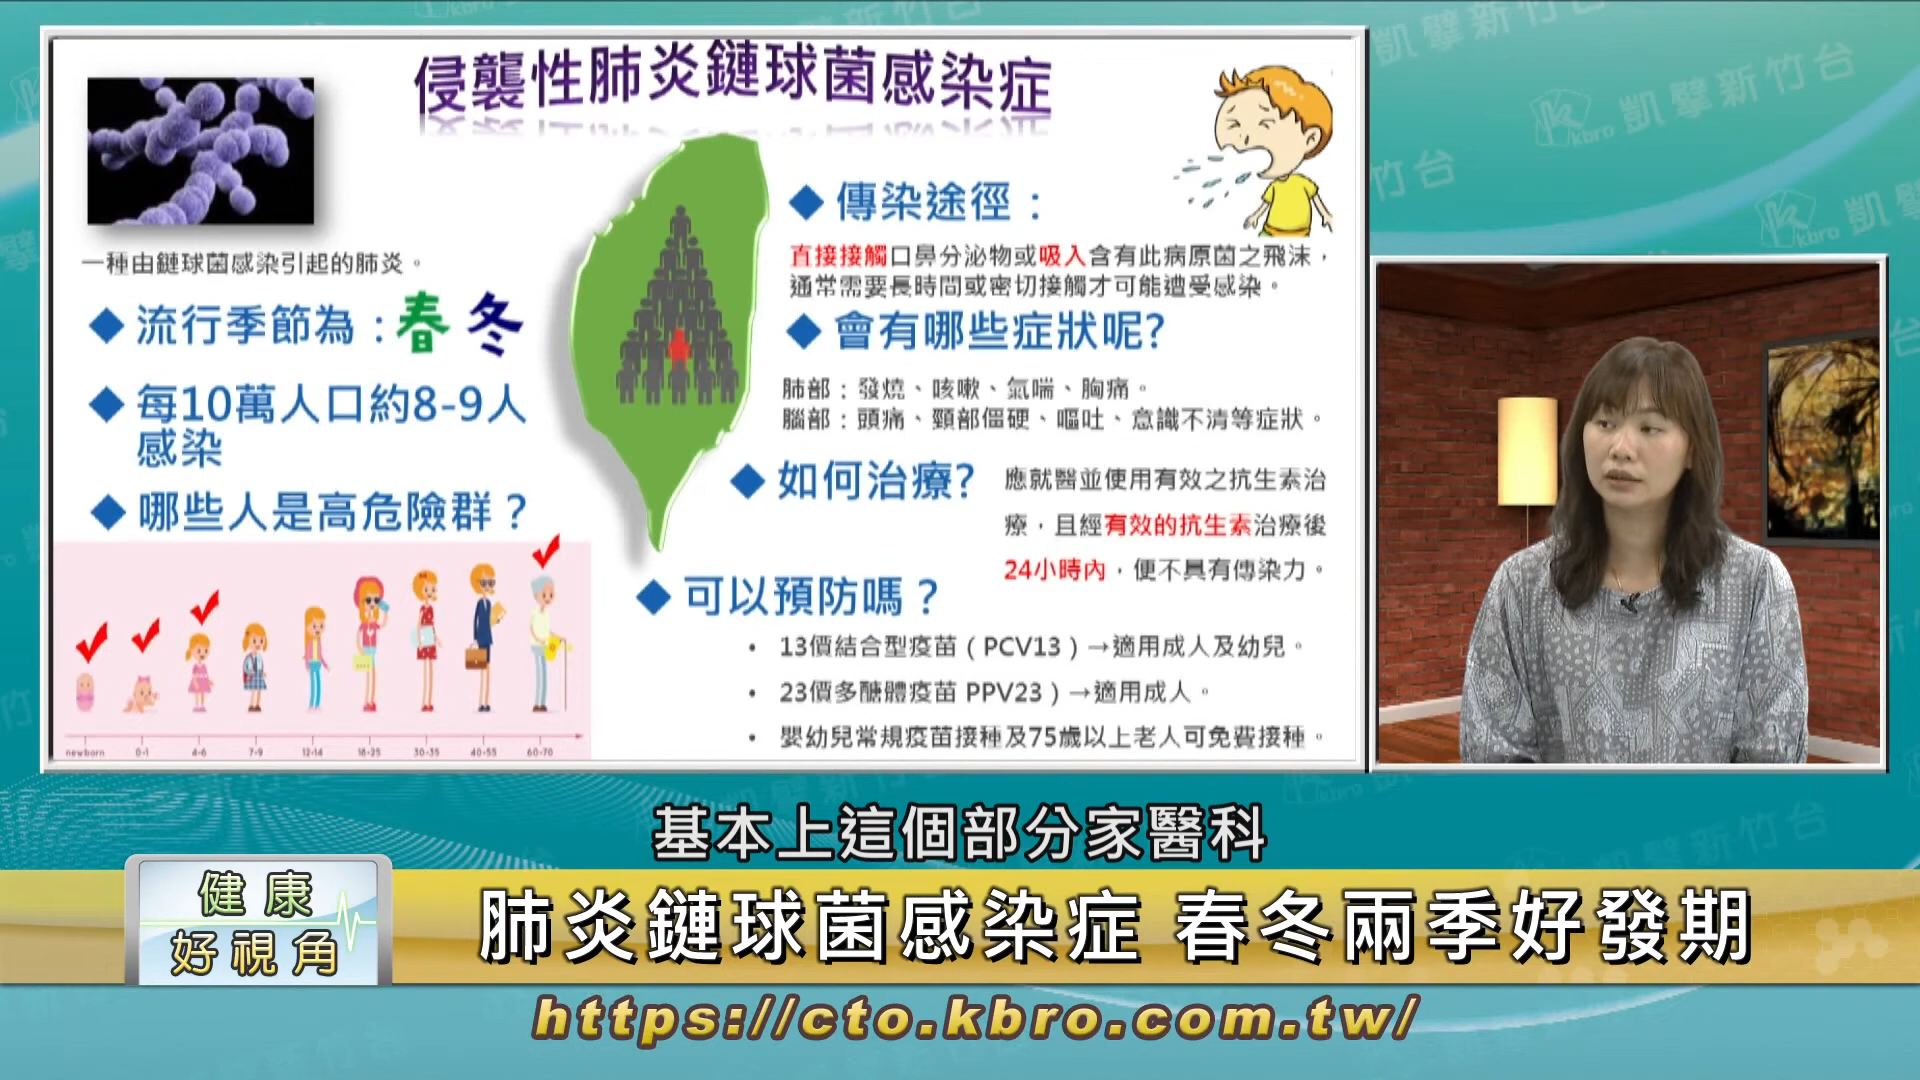 侵襲性肺炎鏈球菌感染症
一種由鏈球菌感染引起的肺炎。
◆ 流行季節為：春 冬
◆ 每10萬人口約8-9人
感染
◆ 哪些人是高危險群？
newborn 0-1 4-6 7-9 12-14 18-25 30-35 40-55 60-70
◆ 傳染途徑：
直接接觸口鼻分泌物或吸入含有此病原菌之飛沫，
通常需要長時間或密切接觸才可能遭受感染。
◆ 會有哪些症狀呢?
肺部：發燒、咳嗽、氣喘、胸痛。
腦部：頭痛、頸部僵硬、嘔吐、意識不清等症狀。
◆ 如何治療?
應就醫並使用有效之抗生素治
療，且經有效的抗生素治療後
24小時內，便不具有傳染力。
◆ 可以預防嗎？
• 13價結合型疫苗（PCV13）→適用成人及幼兒。
• 23價多醣體疫苗 PPV23）→適用成人。
• 嬰幼兒常規疫苗接種及75歲以上老人可免費接種。
kbro 凱擘新竹台
基本上這個部分家醫科
健康
好視角
肺炎鏈球菌感染症 春冬兩季好發期
https://cto.kbro.com.tw/